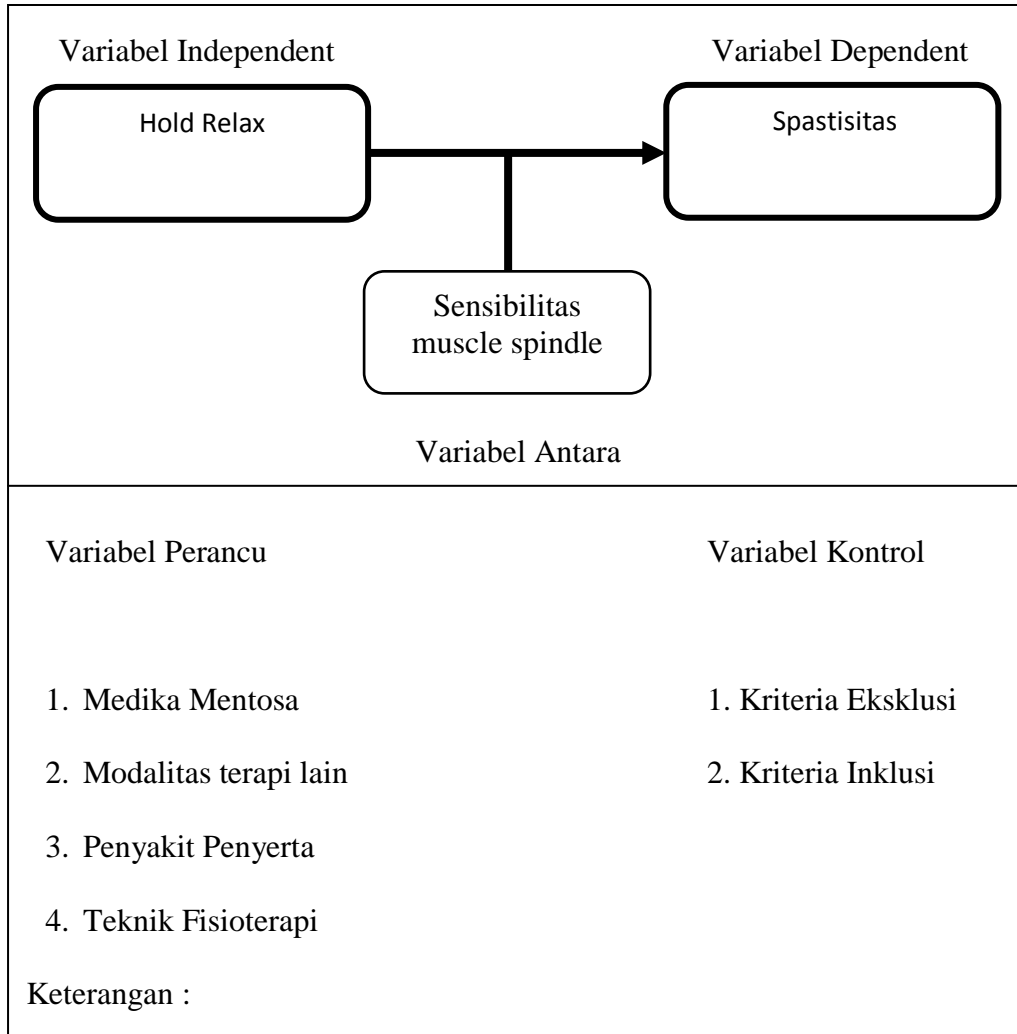 Variabel Independent
Variabel Dependent
Hold Relax
Spastisitas
Sensibilitas
muscle spindle
Variabel Antara
Variabel Perancu
Variabel Kontrol
1. Medika Mentosa
1. Kriteria Eksklusi
2. Modalitas terapi lain
2. Kriteria Inklusi
3. Penyakit Penyerta
4. Teknik Fisioterapi
Keterangan :